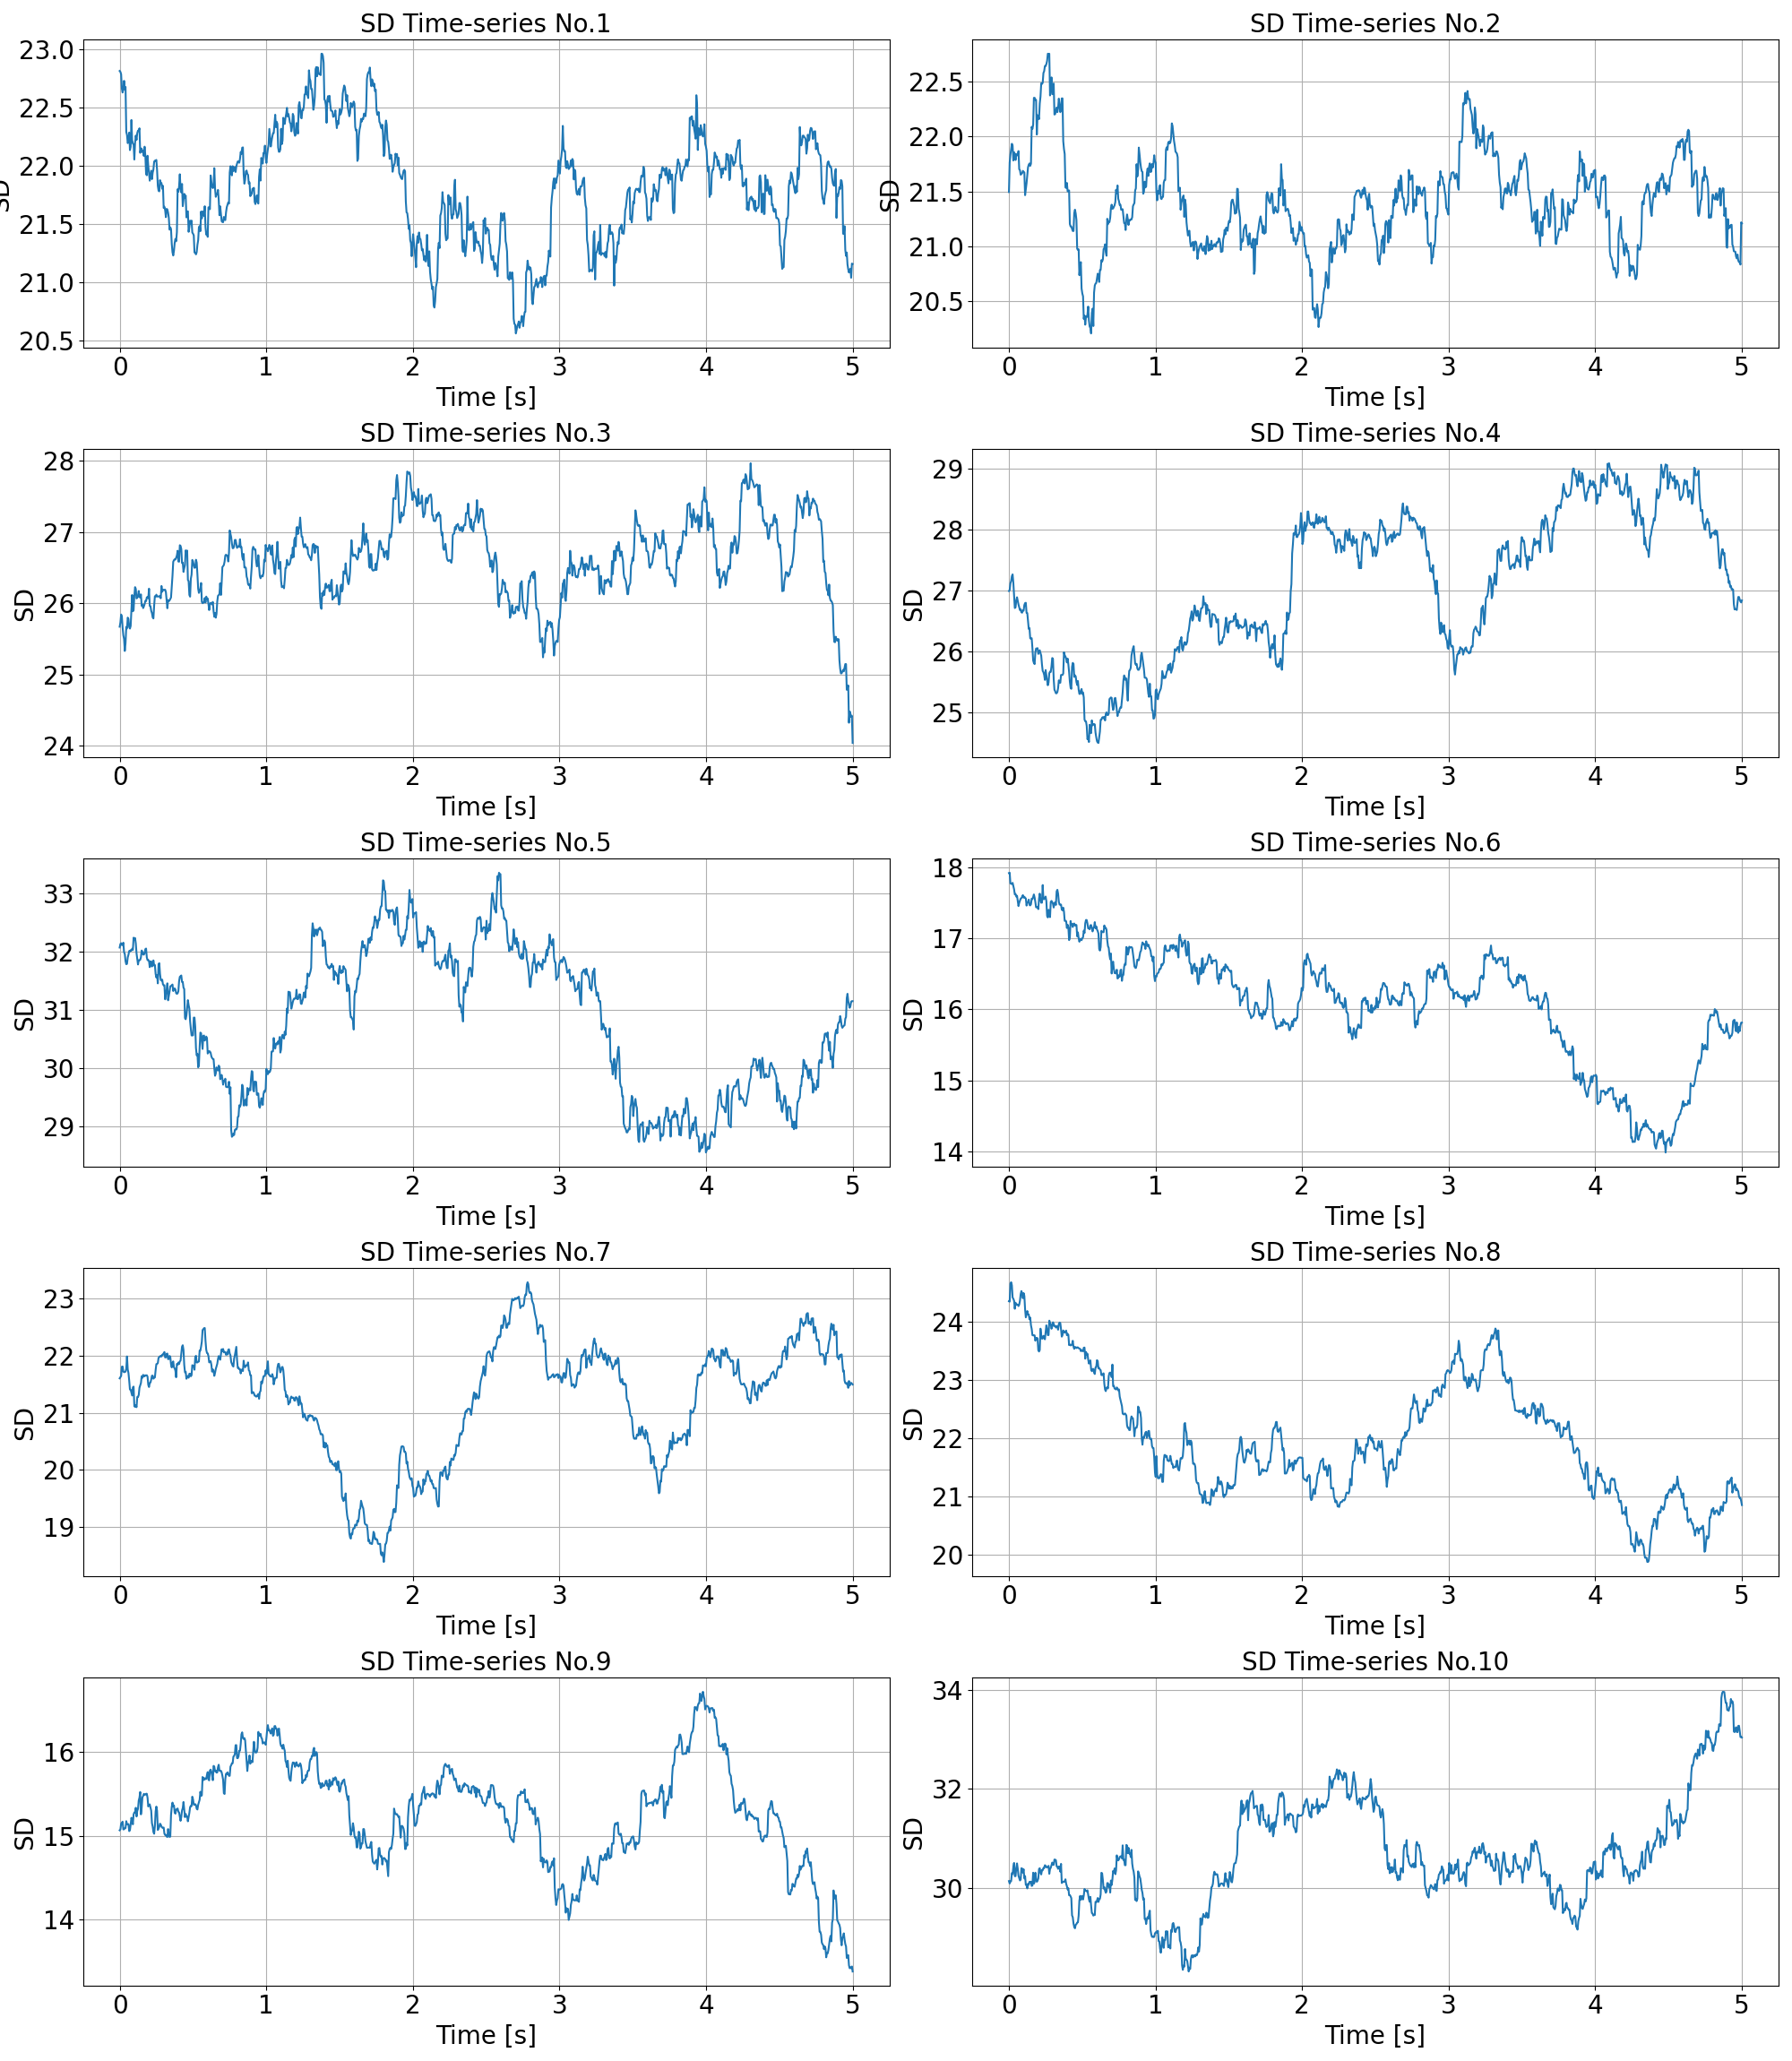 SD Time-series No.1
SD
23.0
22.5
22.0
21.5
21.0
20.5
0 1 2 3 4 5
Time [s]
SD Time-series No.2
SD
22.5
22.0
21.5
21.0
20.5
0 1 2 3 4 5
Time [s]
SD Time-series No.3
SD
28
27
26
25
24
0 1 2 3 4 5
Time [s]
SD Time-series No.4
SD
29
28
27
26
25
0 1 2 3 4 5
Time [s]
SD Time-series No.5
SD
33
32
31
30
29
0 1 2 3 4 5
Time [s]
SD Time-series No.6
SD
18
17
16
15
14
0 1 2 3 4 5
Time [s]
SD Time-series No.7
SD
23
22
21
20
19
0 1 2 3 4 5
Time [s]
SD Time-series No.8
SD
24
23
22
21
20
0 1 2 3 4 5
Time [s]
SD Time-series No.9
SD
16
15
14
0 1 2 3 4 5
Time [s]
SD Time-series No.10
SD
34
32
30
0 1 2 3 4 5
Time [s]